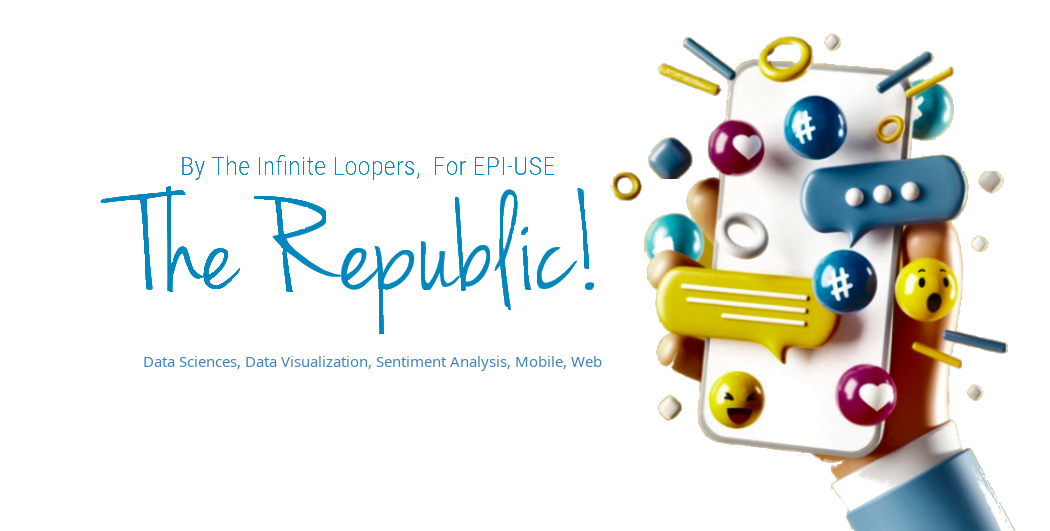 By The Infinite Loopers, For EPI-USE
The Republic!
Data Sciences, Data Visualization, Sentiment Analysis, Mobile, Web
#
#